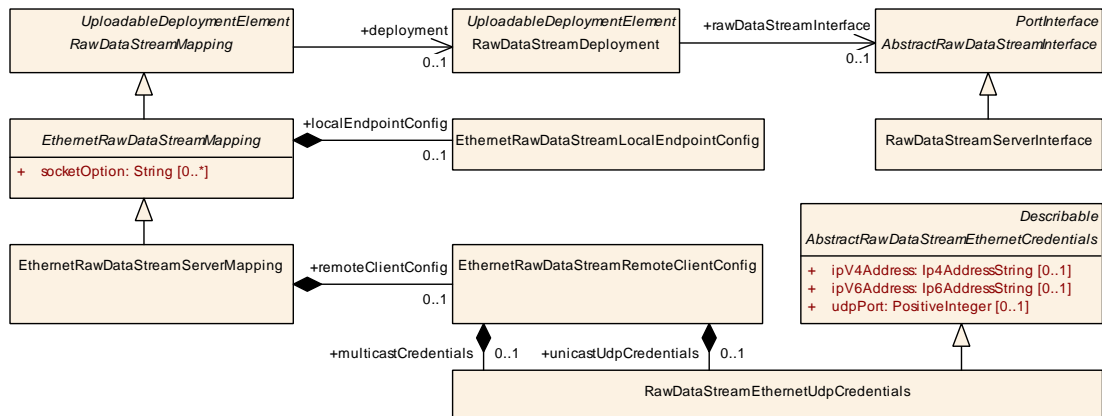 UploadableDeploymentElement
RawDataStreamMapping
+deployment
0..1
UploadableDeploymentElement
RawDataStreamDeployment
+rawDataStreamInterface
0..1
PortInterface
AbstractRawDataStreamInterface
EthernetRawDataStreamMapping
+ socketOption: String [0..*]
+localEndpointConfig
0..1
EthernetRawDataStreamLocalEndpointConfig
RawDataStreamServerInterface
EthernetRawDataStreamServerMapping
+remoteClientConfig
0..1
EthernetRawDataStreamRemoteClientConfig
Describable
AbstractRawDataStreamEthernetCredentials
+ ipV4Address: Ip4AddressString [0..1]
+ ipV6Address: Ip6AddressString [0..1]
+ udpPort: PositiveInteger [0..1]
+multicastCredentials
0..1
+unicastUdpCredentials
0..1
RawDataStreamEthernetUdpCredentials